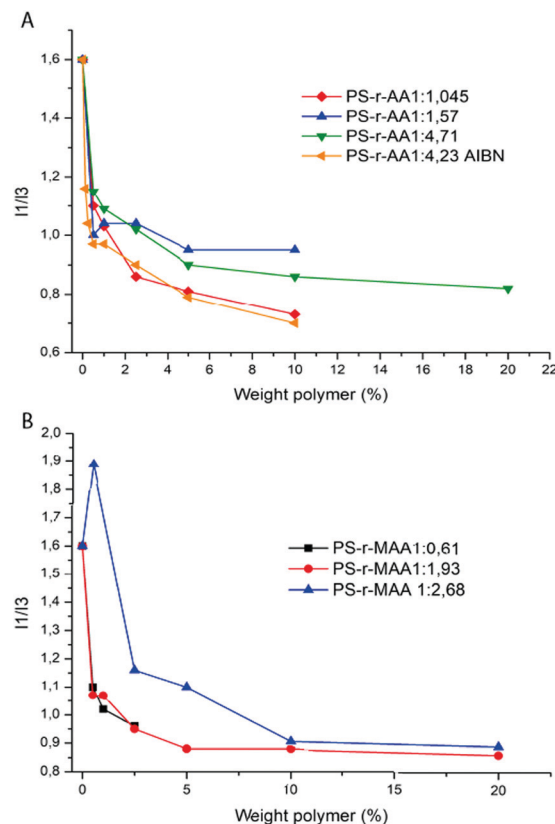 A
1,6
1,4
1,2
1,0
0,8
0,6
I1/I3
PS-r-AA1:1,045
PS-r-AA1:1,57
PS-r-AA1:4,71
PS-r-AA1:4,23 AIBN
0 2 4 6 8 10 12 14 16 18 20 22
Weight polymer (%)
B
2,0
1,9
1,8
1,7
1,6
1,5
1,4
1,3
1,2
1,1
1,0
0,9
0,8
I1/I3
PS-r-MAA1:0,61
PS-r-MAA1:1,93
PS-r-MAA 1:2,68
0 5 10 15 20
Weight polymer (%)